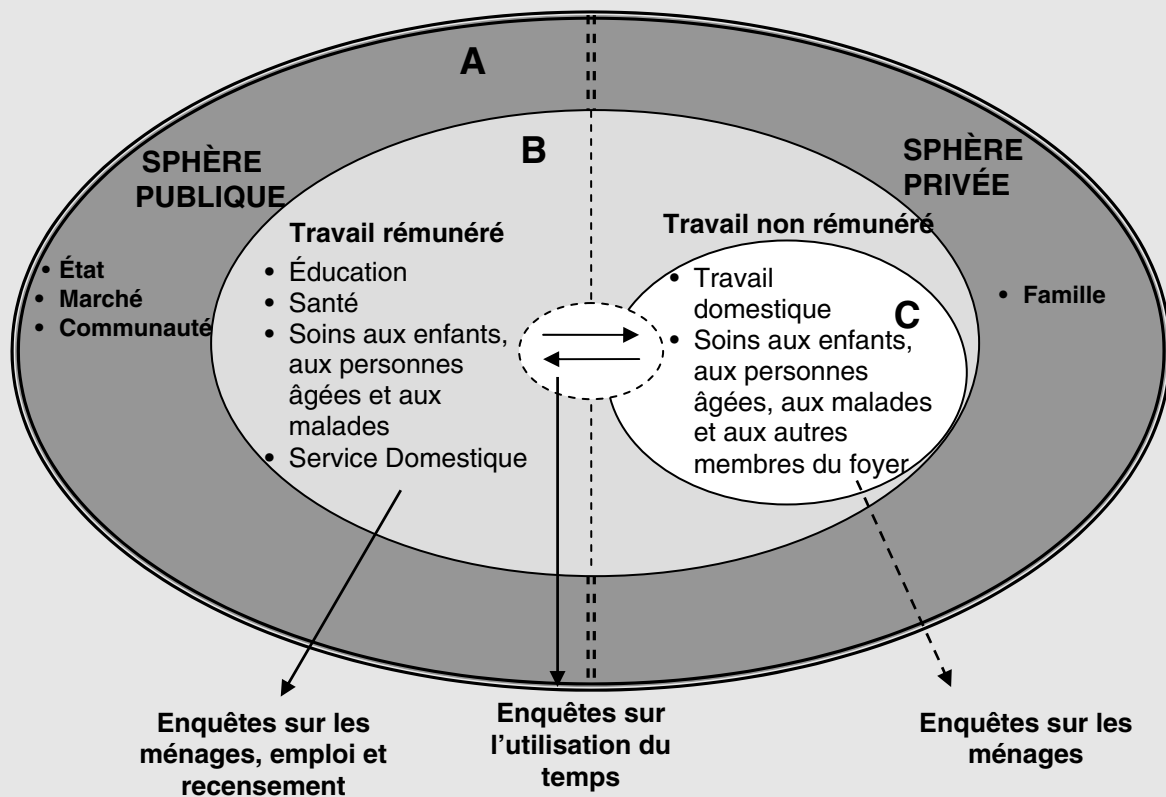 A
B
SPHÈRE
PUBLIQUE
SPHÈRE
PRIVÉE
• État
• Marché
• Communauté
Travail rémunéré
• Éducation
• Santé
• Soins aux enfants,
aux personnes
âgées et aux
malades
• Service Domestique
Travail non rémunéré
• Travail
domestique
C
• Soins aux enfants,
aux personnes
âgées, aux malades
et aux autres
membres du foyer
• Famille
Enquêtes sur les
ménages, emploi et
recensement
Enquêtes sur
l'utilisation du
temps
Enquêtes sur les
ménages